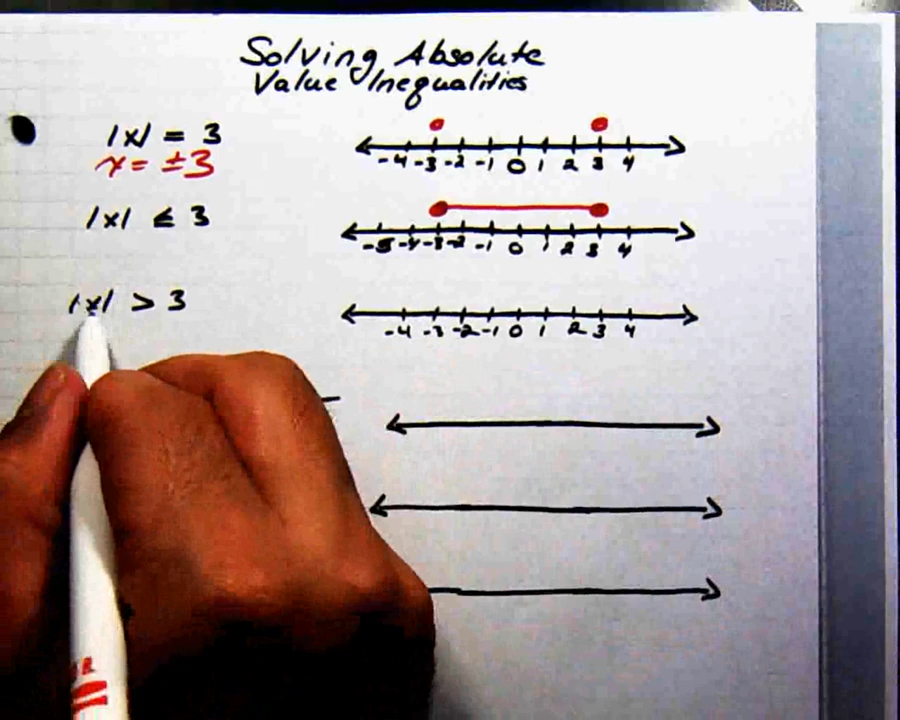 Solving Absolute
Value Inequalities
|x| = 3
x = ±3
-4 -3 -2 -1 0 1 2 3 4
|x| ≤ 3
-5 -4 -3 -2 -1 0 1 2 3 4
|x| > 3
-4 -3 -2 -1 0 1 2 3 4